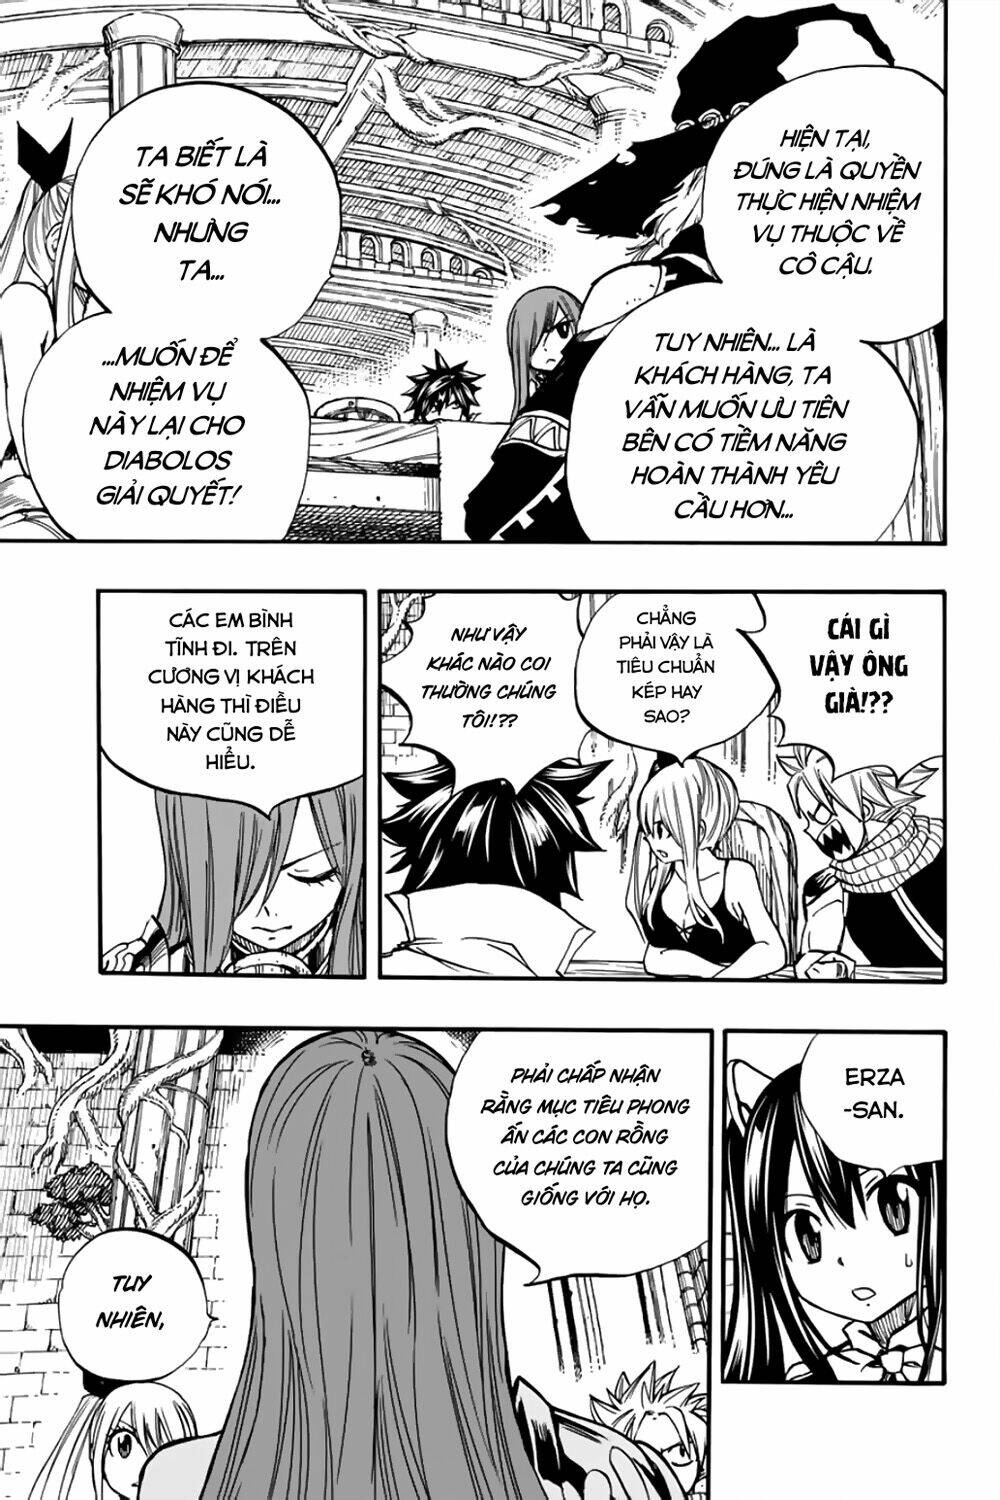 HIỆN TẠI,
ĐÚNG LÀ QUYỀN
THỰC HIỆN NHIỆM
VỤ THUỘC VỀ
CÔ CẬU.
TUY NHIÊN... LÀ
KHÁCH HÀNG, TA
VẪN MUỐN ƯU TIÊN
BÊN CÓ TIỀM NĂNG
HOÀN THÀNH YÊU
CẦU HƠN...
TA BIẾT LÀ
SẼ KHÓ NÓI...
NHƯNG
TA...
...MUỐN ĐỂ
NHIỆM VỤ
NÀY LẠI CHO
DIABOLOS
GIẢI QUYẾT!
CÁI GÌ
VẬY ÔNG
GIÀ!??
CHẲNG
PHẢI VẬY LÀ
TIÊU CHUẨN
KÉP HAY
SAO?
NHƯ VẬY
KHÁC NÀO COI
THƯỜNG CHÚNG
TÔI!??
CÁC EM BÌNH
TĨNH ĐI. TRÊN
CƯƠNG VỊ KHÁCH
HÀNG THÌ ĐIỀU
NÀY CŨNG DỄ
HIỂU.
ERZA
-SAN.
PHẢI CHẤP NHẬN
RẰNG MỤC TIÊU PHONG
ẤN CÁC CON RỒNG
CỦA CHÚNG TA CŨNG
GIỐNG VỚI HỌ.
TUY
NHIÊN,